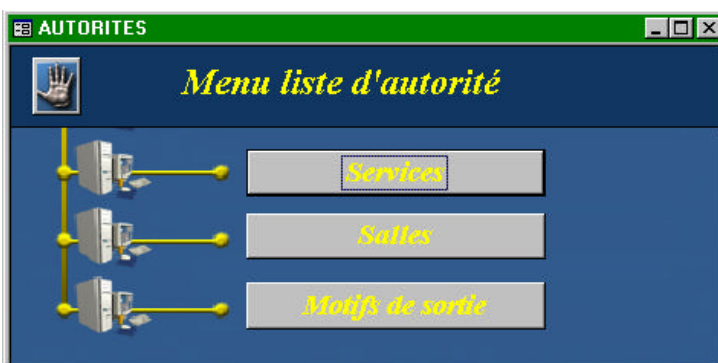 AUTORITES
Menu liste d'autorité
Services
Salles
Motifs de sortie